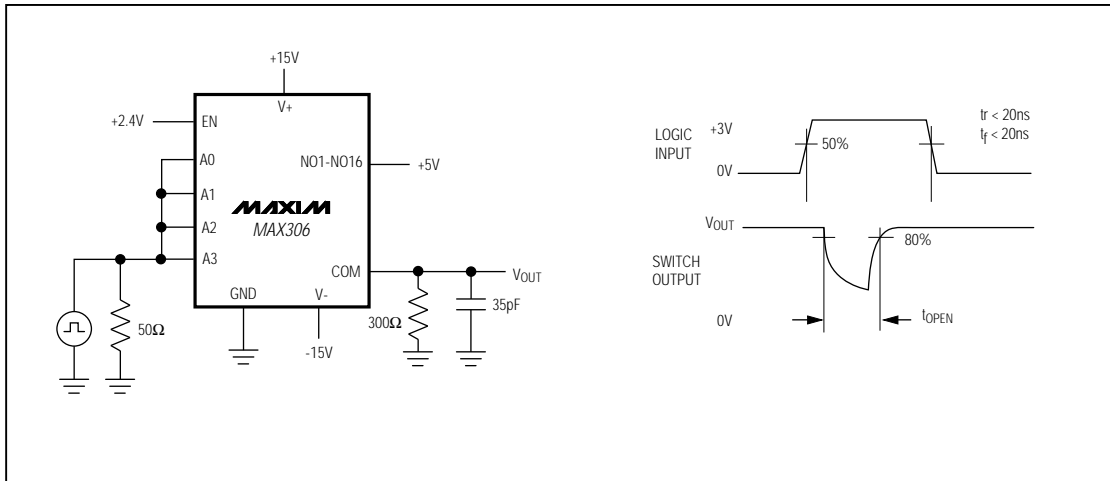 +15V
V+
+2.4V
EN
A0
NO1-NO16
+5V
A1
MAXIM
A2
MAX306
A3
COM
VOUT
GND
V-
50Ω
300Ω
35pF
-15V
LOGIC
INPUT
+3V
50%
0V
tr < 20ns
tf < 20ns
VOUT
80%
SWITCH
OUTPUT
0V
tOPEN